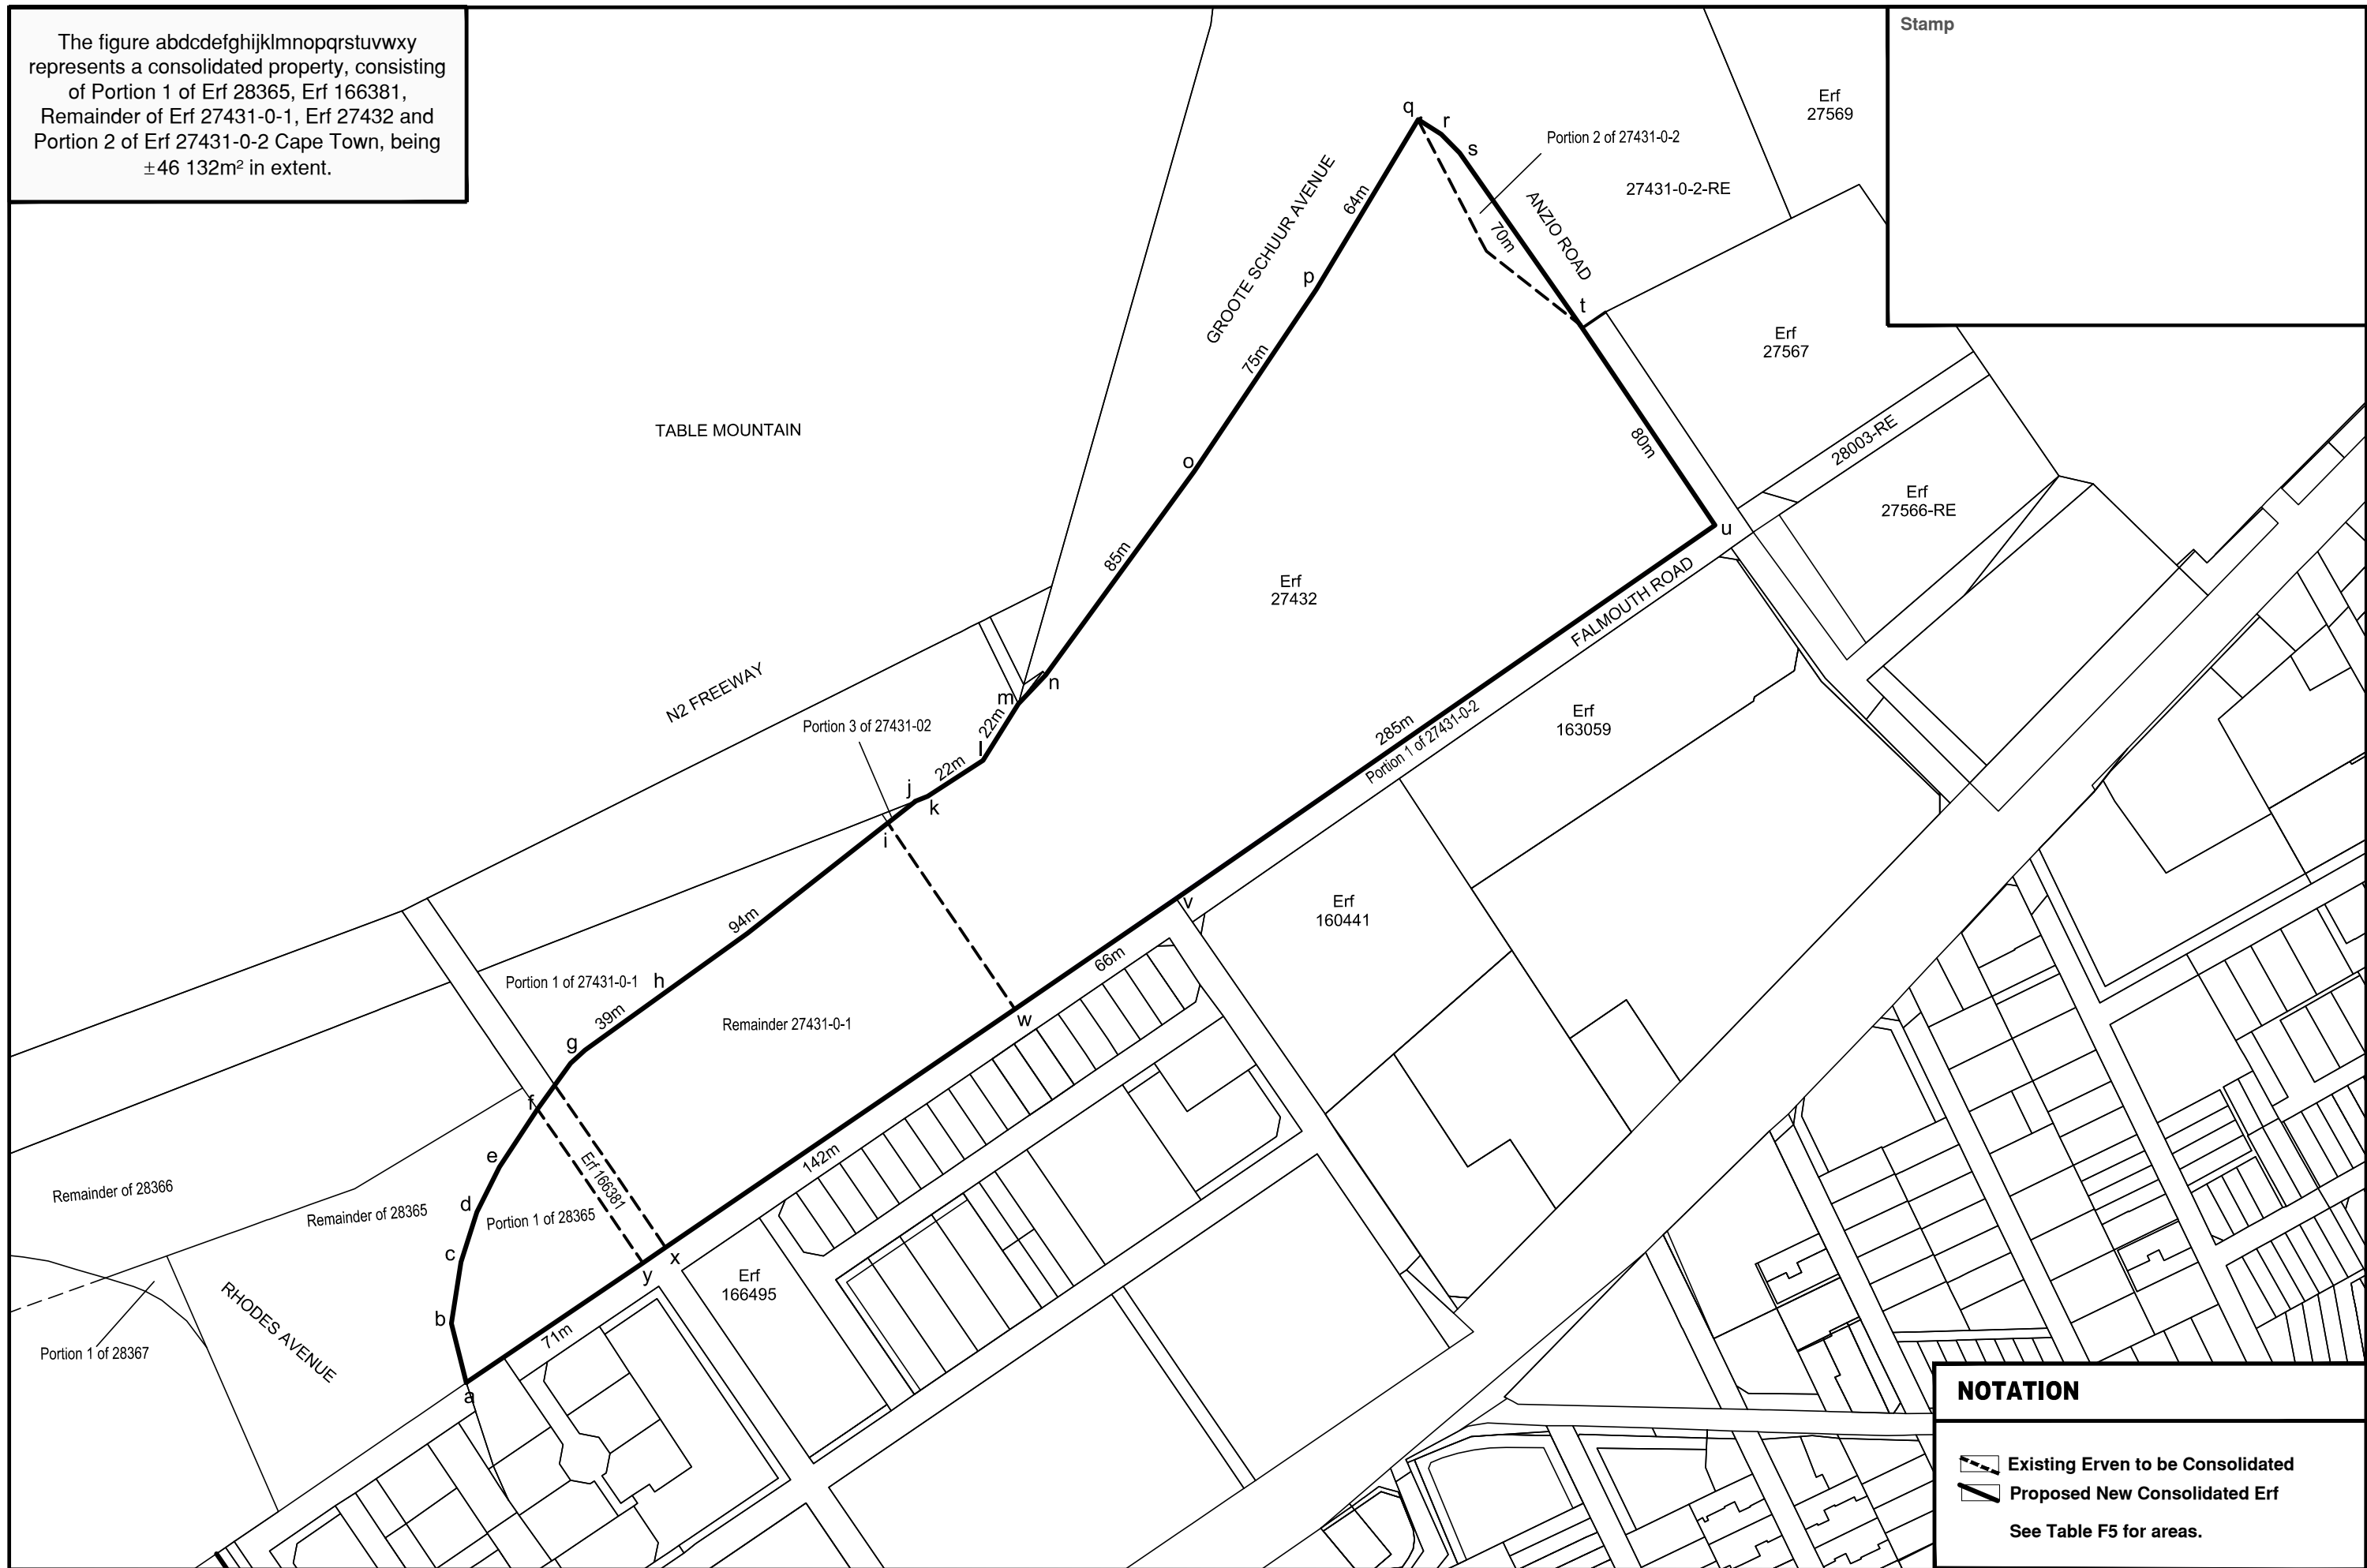 The figure abdcdefghijklmnopqrstuvwxy
represents a consolidated property, consisting
of Portion 1 of Erf 28365, Erf 166381,
Remainder of Erf 27431-0-1, Erf 27432 and
Portion 2 of Erf 27431-0-2 Cape Town, being
±46 132m² in extent.
Stamp
Erf
27569
q
r
s
Portion 2 of 27431-0-2
27431-0-2-RE
ANZIO ROAD
GROOTE SCHUUR AVENUE
64m
70m
p
t
Erf
27567
75m
TABLE MOUNTAIN
80m
28003-RE
o
Erf
27566-RE
u
85m
Erf
27432
FALMOUTH ROAD
N2 FREEWAY
n
m
22m
Portion 3 of 27431-02
l
22m
j
k
i
285m
Portion 1 of 27431-0-2
Erf
163059
v
Erf
160441
94m
66m
Portion 1 of 27431-0-1
h
39m
Remainder 27431-0-1
w
g
f
142m
e
Erf 166381
Remainder of 28366
d
Remainder of 28365
Portion 1 of 28365
c
x
y
Erf
166495
RHODES AVENUE
b
71m
Portion 1 of 28367
a
NOTATION
Existing Erven to be Consolidated
Proposed New Consolidated Erf
See Table F5 for areas.